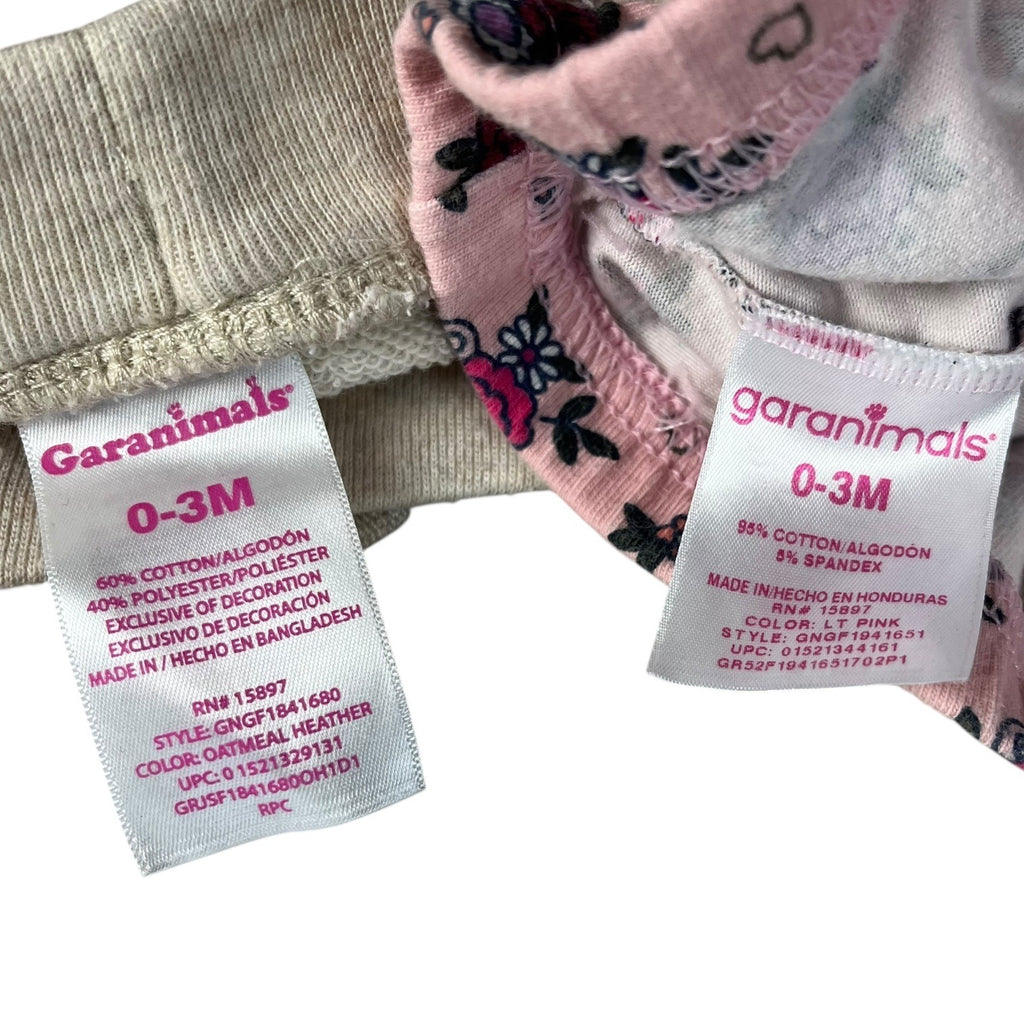 Garanimals®
0-3M
60% COTTON/ALGODÓN
40% POLYESTER/POLIÉSTER
EXCLUSIVE OF DECORATION
EXCLUSIVO DE DECORACIÓN
MADE IN / HECHO EN BANGLADESH
RN# 15897
STYLE: GNGF1841680
COLOR: OATMEAL HEATHER
UPC: 0 1521329131
GRJSF1841680OH1D1
RPC
garanimals®
0-3M
95% COTTON/ALGODÓN
5% SPANDEX
MADE IN/HECHO EN HONDURAS
RN# 15897
COLOR: LT PINK
STYLE: GNGF1941651
UPC: 01521344161
GR52F1941651702P1